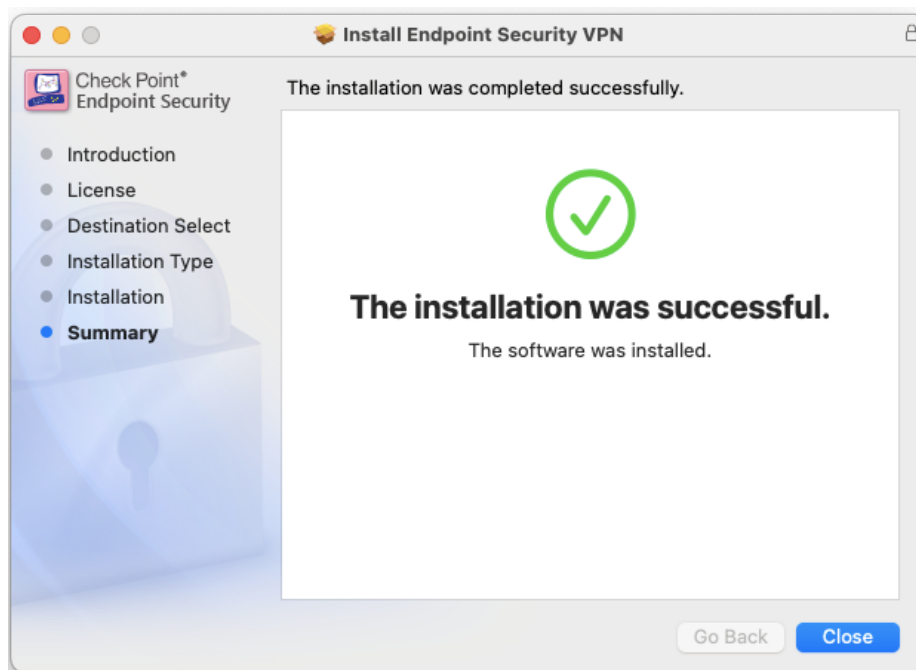 Install Endpoint Security VPN
Check Point®
Endpoint Security
The installation was completed successfully.
Introduction
License
Destination Select
Installation Type
Installation
Summary
The installation was successful.
The software was installed.
Go Back
Close